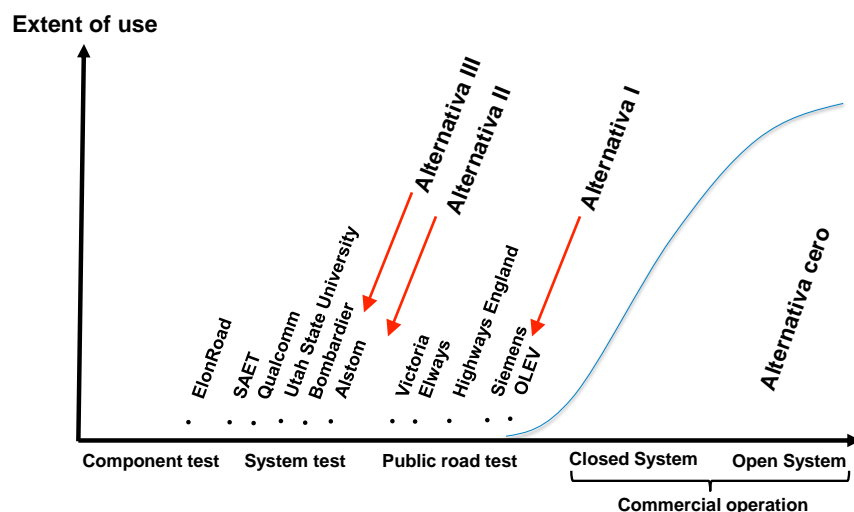 Extent of use
Alternativa III
Alternativa II
Alternativa I
Alternativa cero
ElonRoad
SAET
Qualcomm
Utah State University
Bombardier
Alstom
Victoria
Elways
Highways England
Siemens
OLEV
Component test
System test
Public road test
Closed System
Open System
Commercial operation